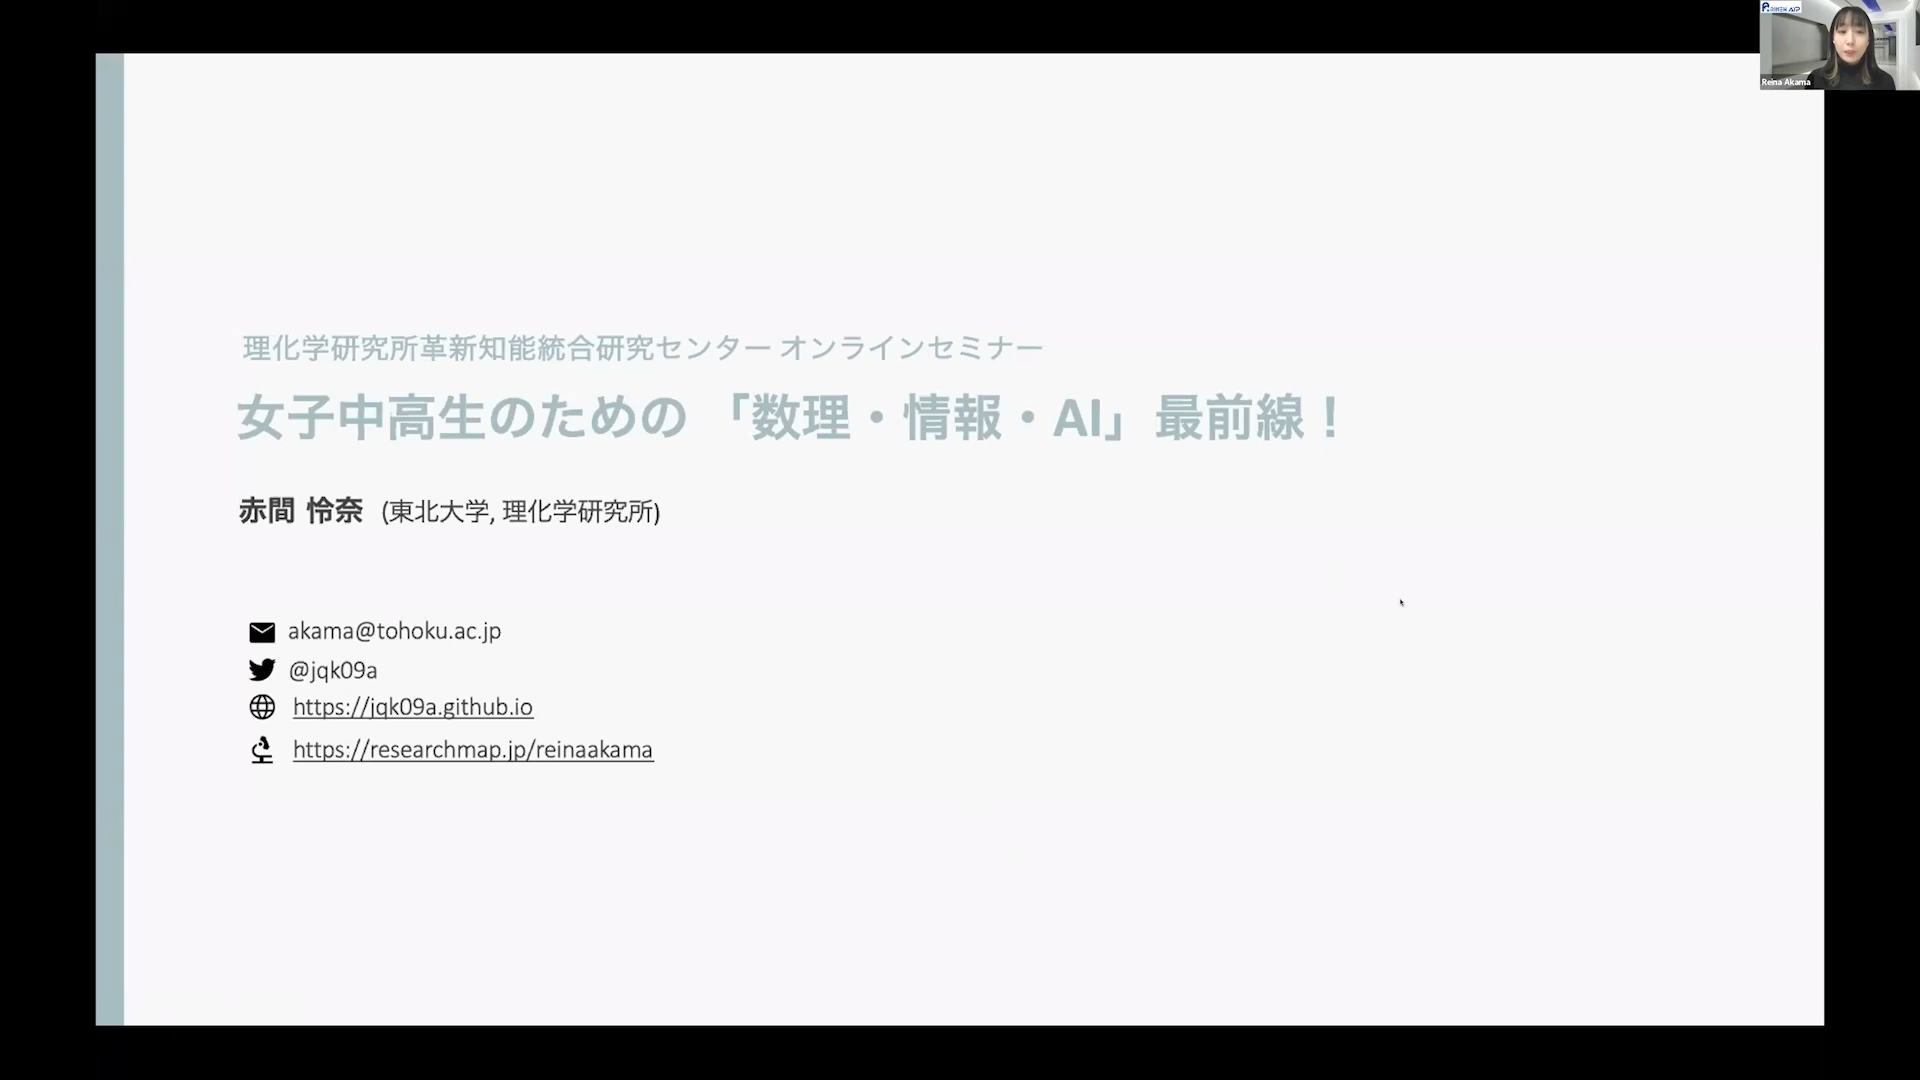 RIKEN AIP
Reina Akama
理化学研究所革新知能統合研究センター オンラインセミナー
女子中高生のための 「数理・情報・AI」最前線！
赤間 怜奈 (東北大学, 理化学研究所)
akama@tohoku.ac.jp
@jqk09a
https://jqk09a.github.io
https://researchmap.jp/reinaakama